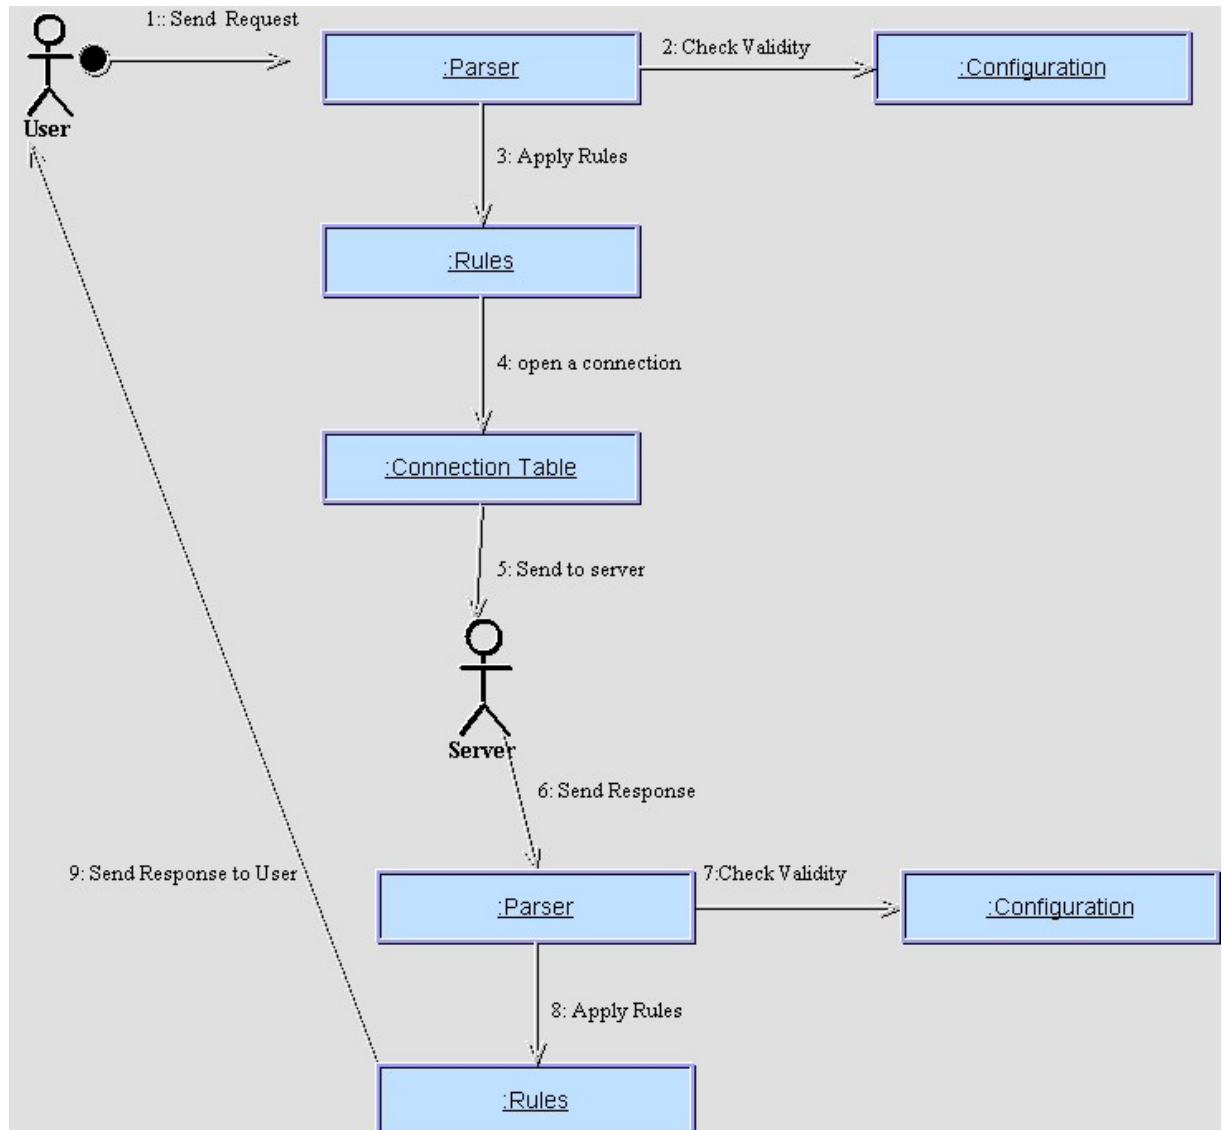 1:: Send Request
:Parser
2: Check Validity
:Configuration
User
3: Apply Rules
:Rules
4: open a connection
:Connection Table
5: Send to server
Server
6: Send Response
9: Send Response to User
:Parser
7:Check Validity
:Configuration
8: Apply Rules
:Rules